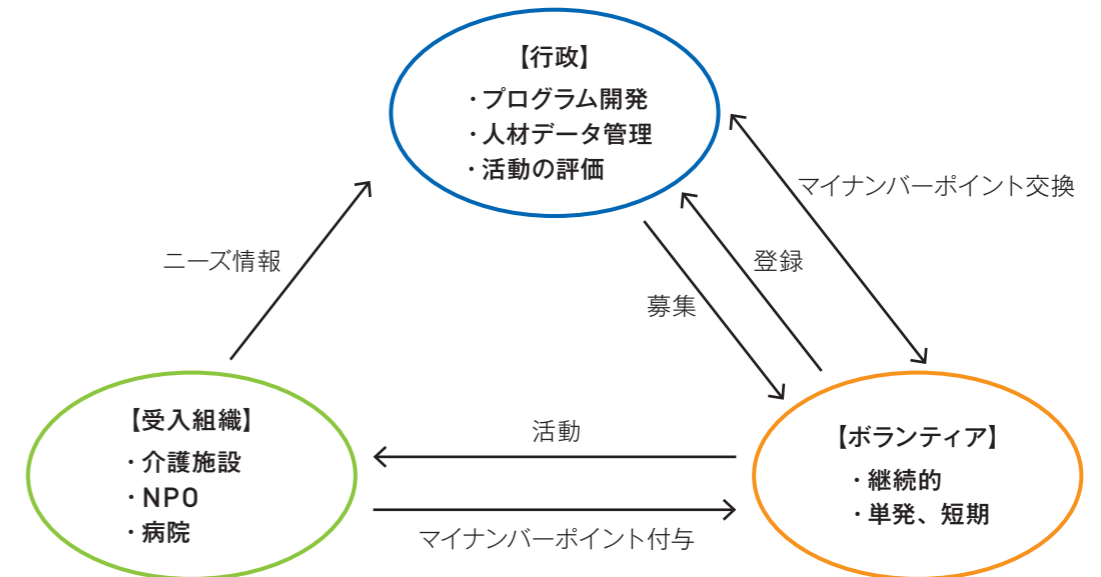 【行政】
・プログラム開発
・人材データ管理
・活動の評価
マイナンバーポイント交換
ニーズ情報
登録
募集
【受入組織】
・介護施設
・NPO
・病院
活動
マイナンバーポイント付与
【ボランティア】
・継続的
・単発、短期